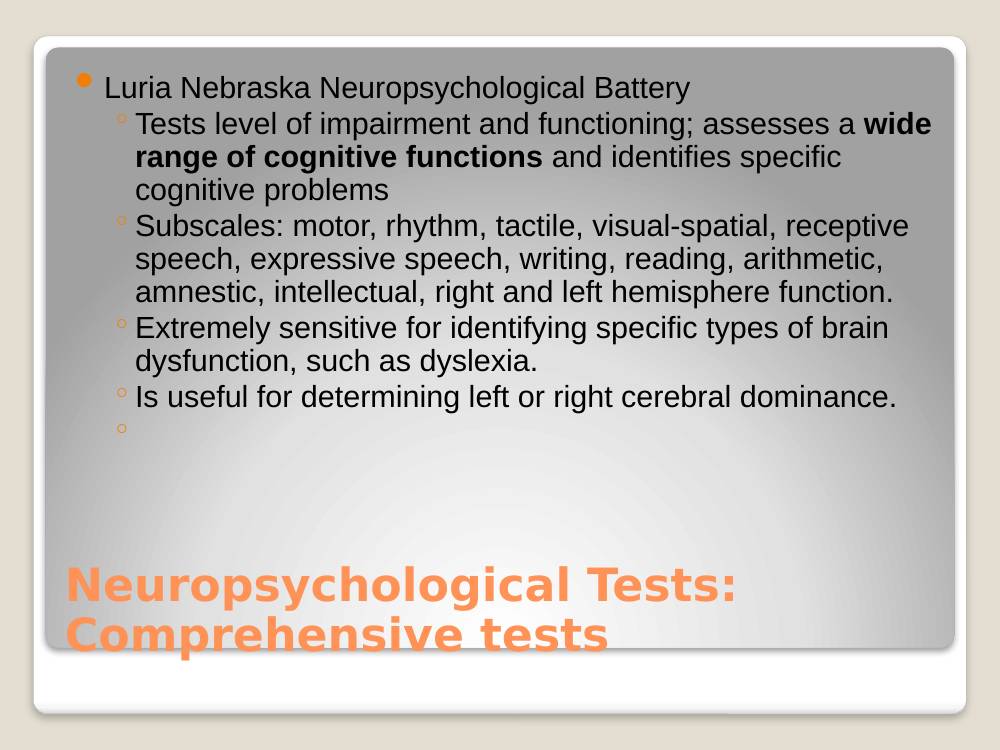 Luria Nebraska Neuropsychological Battery
Tests level of impairment and functioning; assesses a wide
range of cognitive functions and identifies specific
cognitive problems
Subscales: motor, rhythm, tactile, visual-spatial, receptive
speech, expressive speech, writing, reading, arithmetic,
amnestic, intellectual, right and left hemisphere function.
Extremely sensitive for identifying specific types of brain
dysfunction, such as dyslexia.
Is useful for determining left or right cerebral dominance.
Neuropsychological Tests:
Comprehensive tests